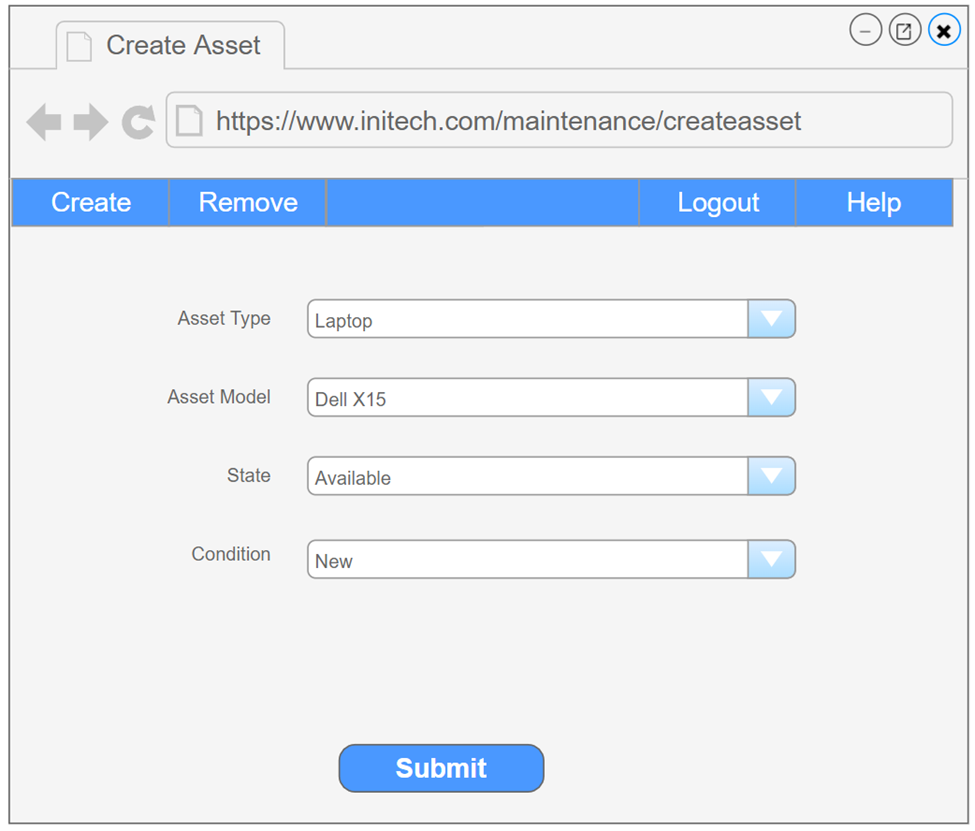 Create Asset
https://www.initech.com/maintenance/createasset
Create Remove Logout Help
Asset Type Laptop
Asset Model Dell X15
State Available
Condition New
Submit